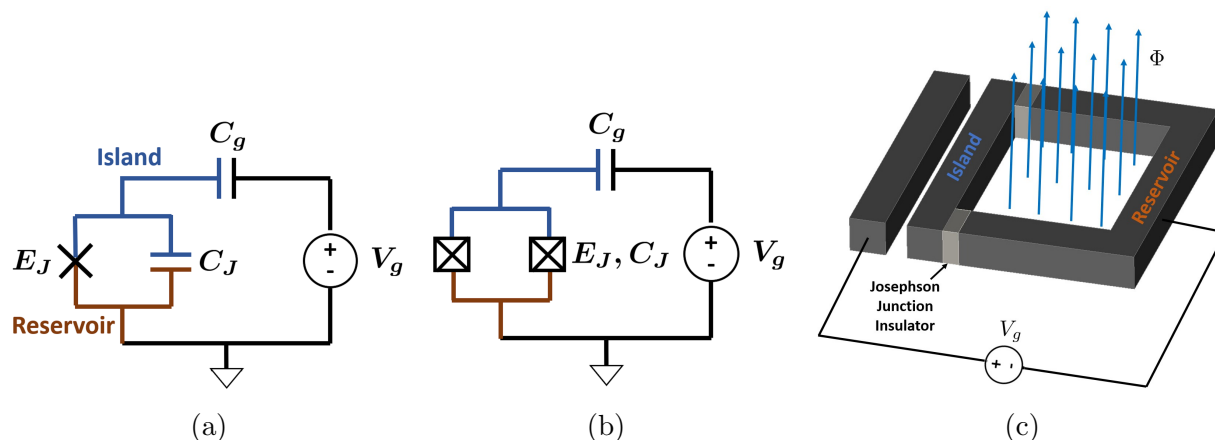 C_g
Island
E_J
C_J
+
-
V_g
Reservoir
(a)
C_g
E_J, C_J
+
-
V_g
(b)
Φ
Island
Reservoir
Josephson
Junction
Insulator
V_g
+ -
(c)